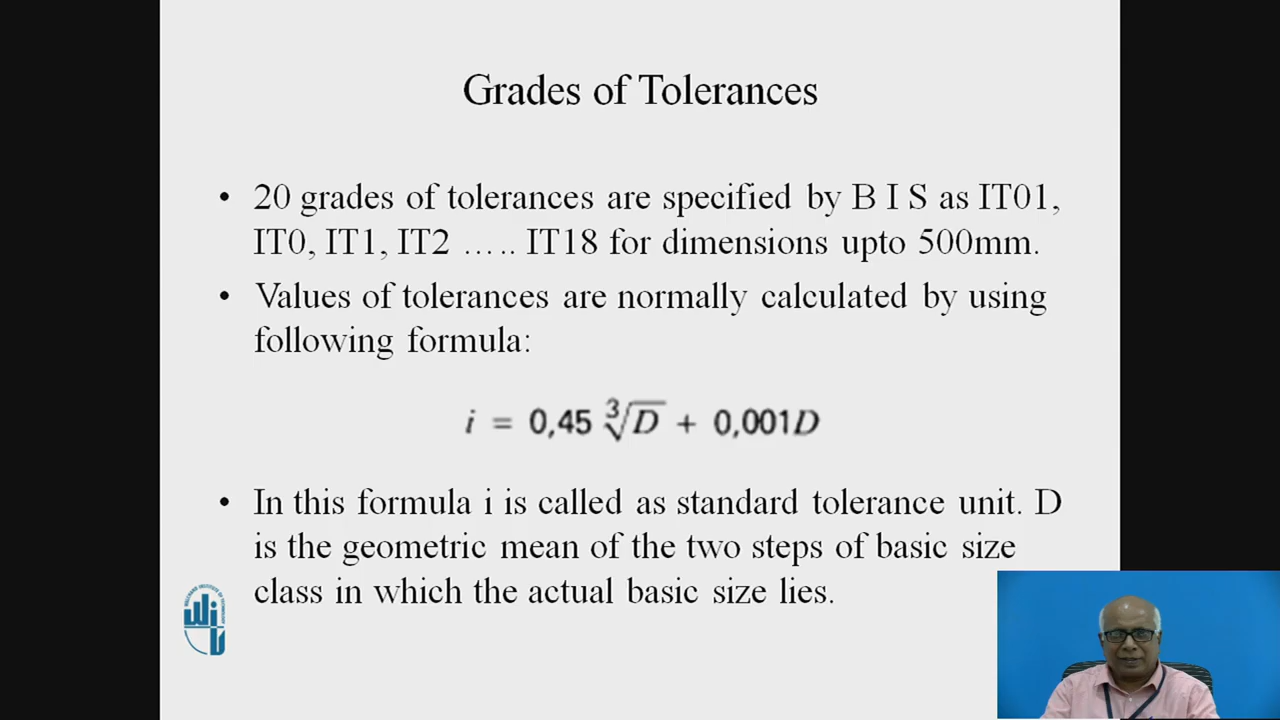 Grades of Tolerances
• 20 grades of tolerances are specified by B I S as IT01,
IT0, IT1, IT2 ….. IT18 for dimensions upto 500mm.
• Values of tolerances are normally calculated by using
following formula:
i = 0,45 ∛D + 0,001D
• In this formula i is called as standard tolerance unit. D
is the geometric mean of the two steps of basic size
class in which the actual basic size lies.